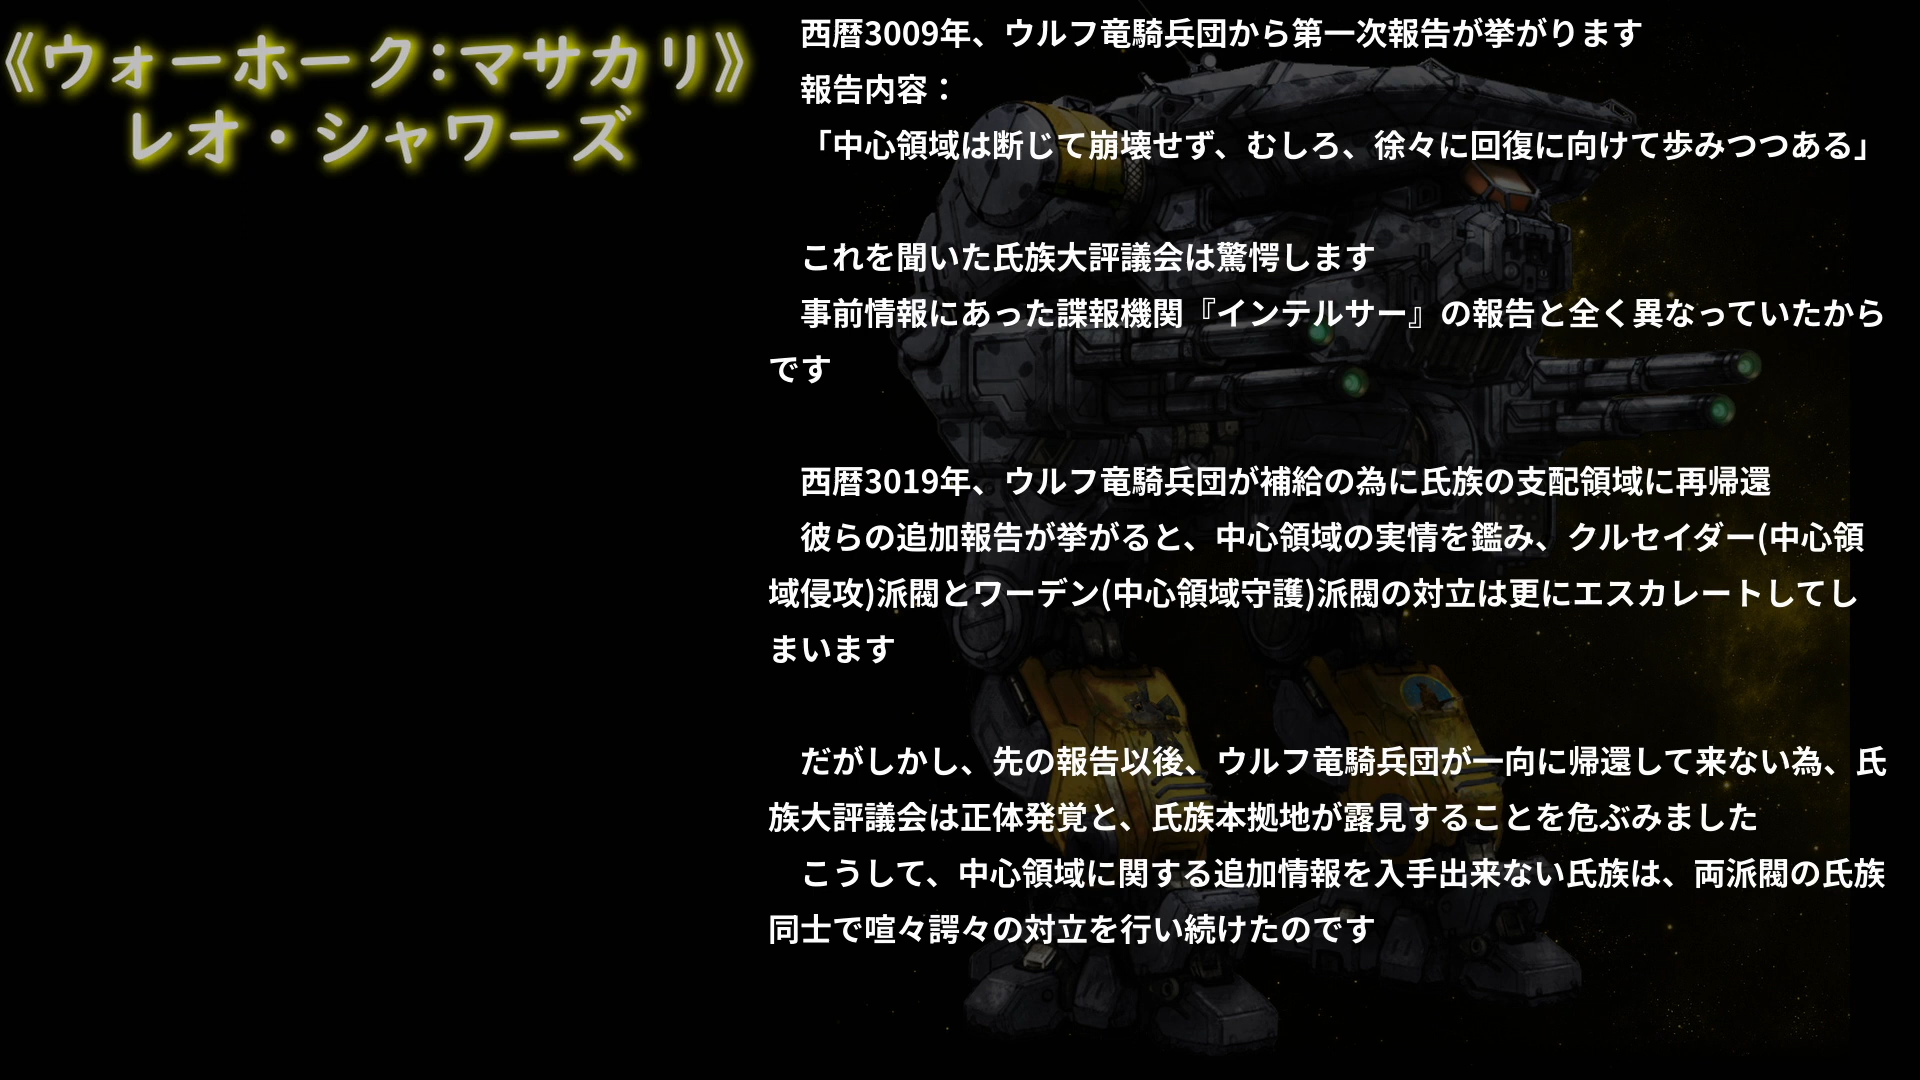 《ウォーホーク:マサカリ》
レオ・シャワーズ
西暦3009年、ウルフ竜騎兵団から第一次報告が挙がります
報告内容：
「中心領域は断じて崩壊せず、むしろ、徐々に回復に向けて歩みつつある」
これを聞いた氏族大評議会は驚愕します
事前情報にあった諜報機関『インテルサー』の報告と全く異なっていたから
です
西暦3019年、ウルフ竜騎兵団が補給の為に氏族の支配領域に再帰還
彼らの追加報告が挙がると、中心領域の実情を鑑み、クルセイダー(中心領
域侵攻)派閥とワーデン(中心領域守護)派閥の対立は更にエスカレートしてし
まいます
だがしかし、先の報告以後、ウルフ竜騎兵団が一向に帰還して来ない為、氏
族大評議会は正体発覚と、氏族本拠地が露見することを危ぶみました
こうして、中心領域に関する追加情報を入手出来ない氏族は、両派閥の氏族
同士で喧々諤々の対立を行い続けたのです